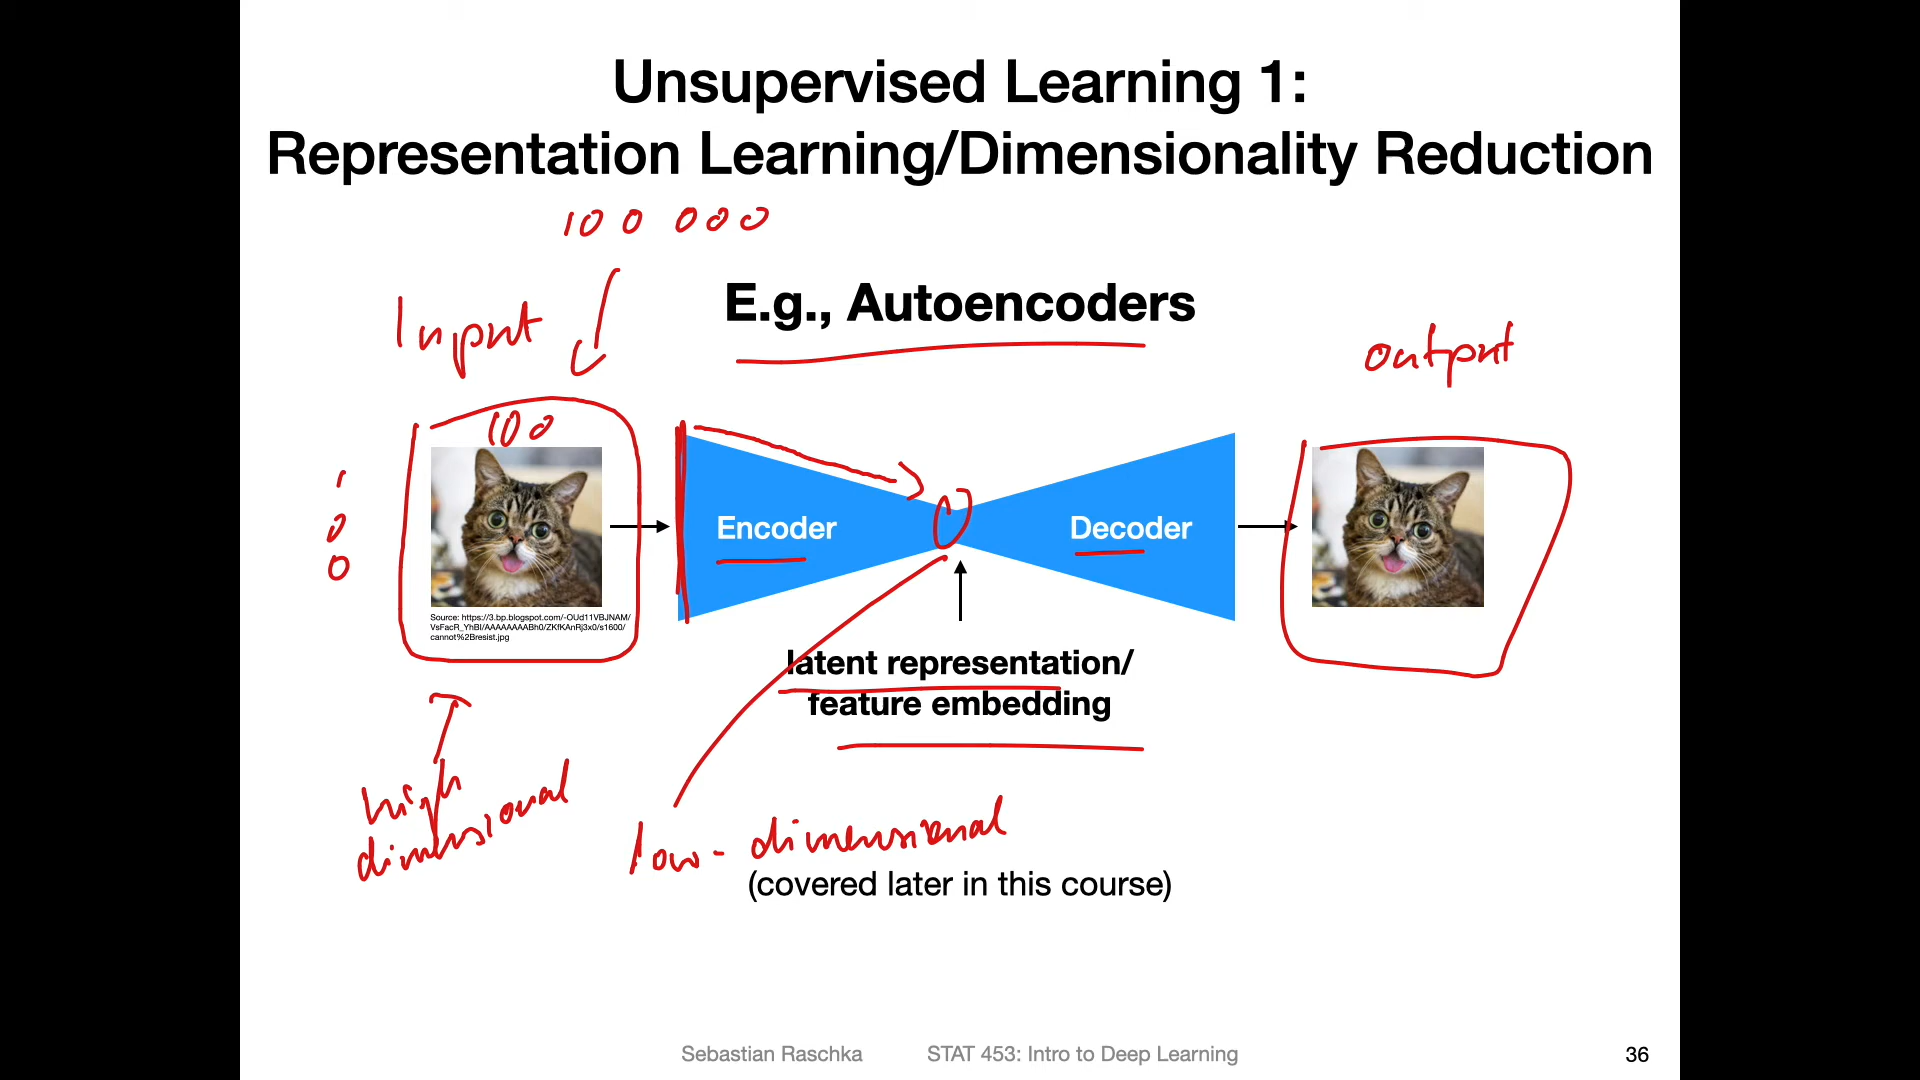 Unsupervised Learning 1:
Representation Learning/Dimensionality Reduction
100 000
E.g., Autoencoders
Input
output
100
100
Encoder
Decoder
Source: https://3.bp.blogspot.com/-OUd11VBJNAM/
VsFacR_YhBI/AAAAAAAABh0/ZKfKAnRj3x0/s1600/
cannot%2Bresist.jpg
latent representation/
feature embedding
high
dimensional
low-dimensional
(covered later in this course)
Sebastian Raschka STAT 453: Intro to Deep Learning 36